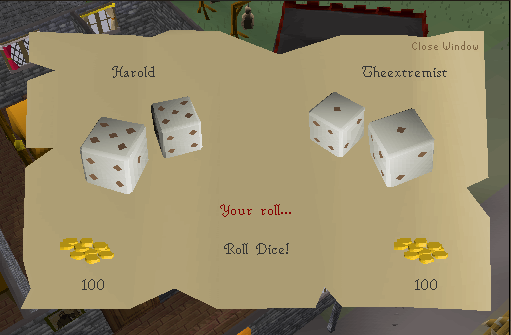 Close Window
Harold
Theextremist
Your roll...
Roll Dice!
100
100